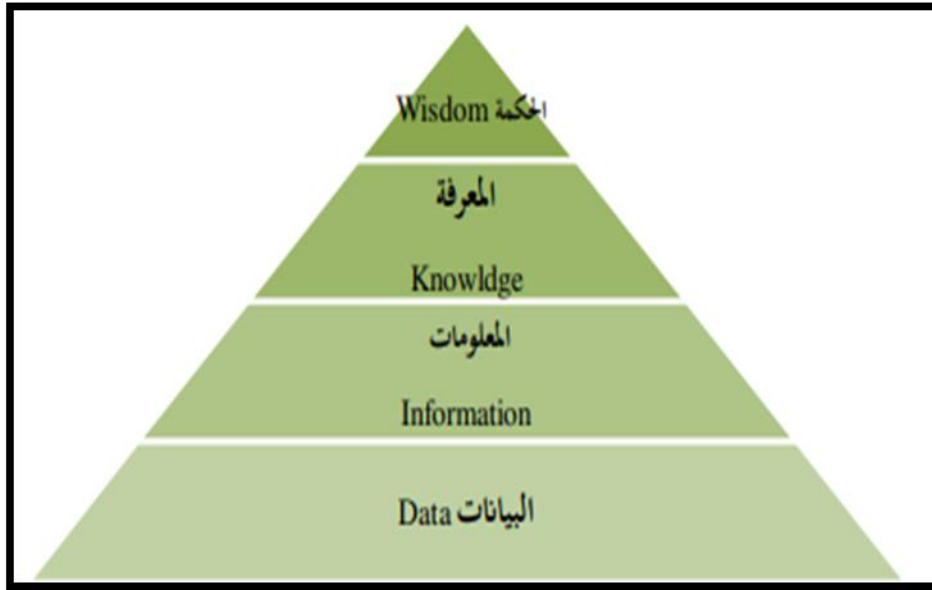 الحكمة Wisdom
المعرفة
Knowldge
المعلومات
Information
البيانات Data